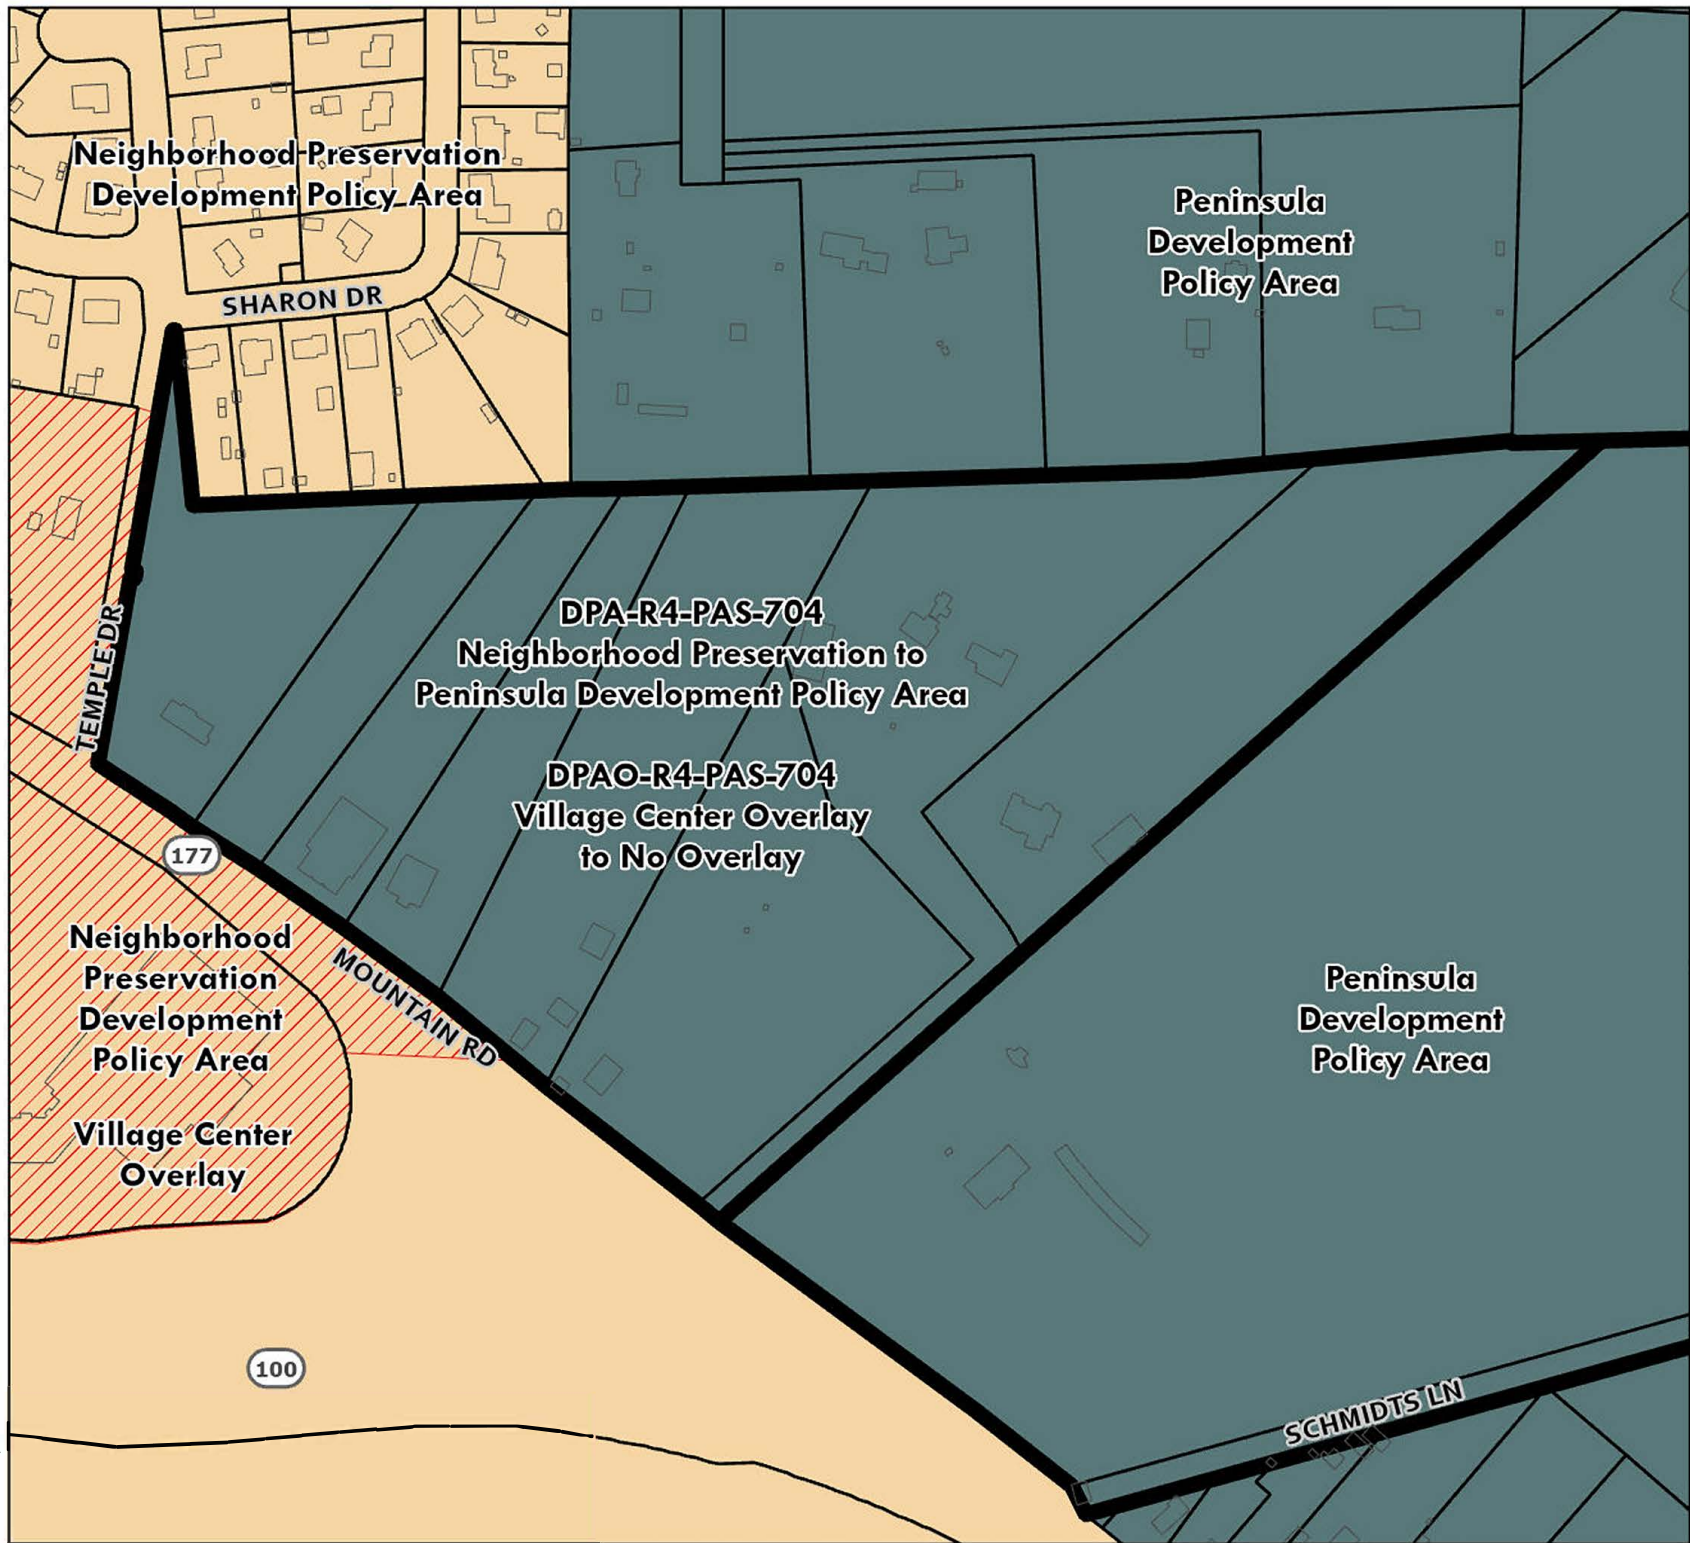 Neighborhood Preservation
Development Policy Area
Peninsula
Development
Policy Area
SHARON DR
DPA-R4-PAS-704
Neighborhood Preservation to
Peninsula Development Policy Area
TEMPLE DR
DPAO-R4-PAS-704
Village Center Overlay
to No Overlay
177
Neighborhood
Preservation
Development
Policy Area
MOUNTAIN RD
Peninsula
Development
Policy Area
Village Center
Overlay
100
SCHMIDTS LN